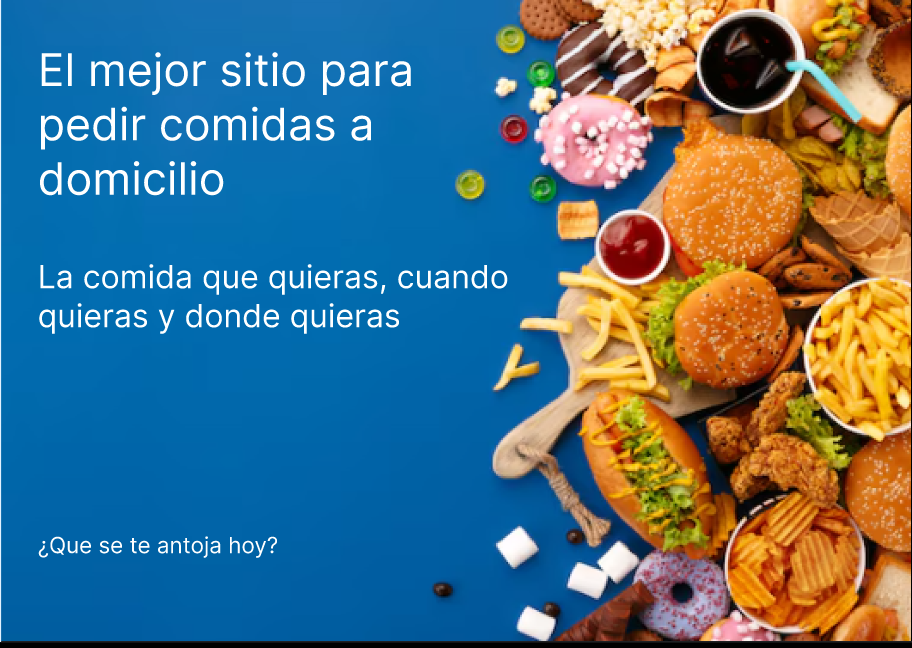 El mejor sitio para
pedir comidas a
domicilio
La comida que quieras, cuando
quieras y donde quieras
¿Que se te antoja hoy?